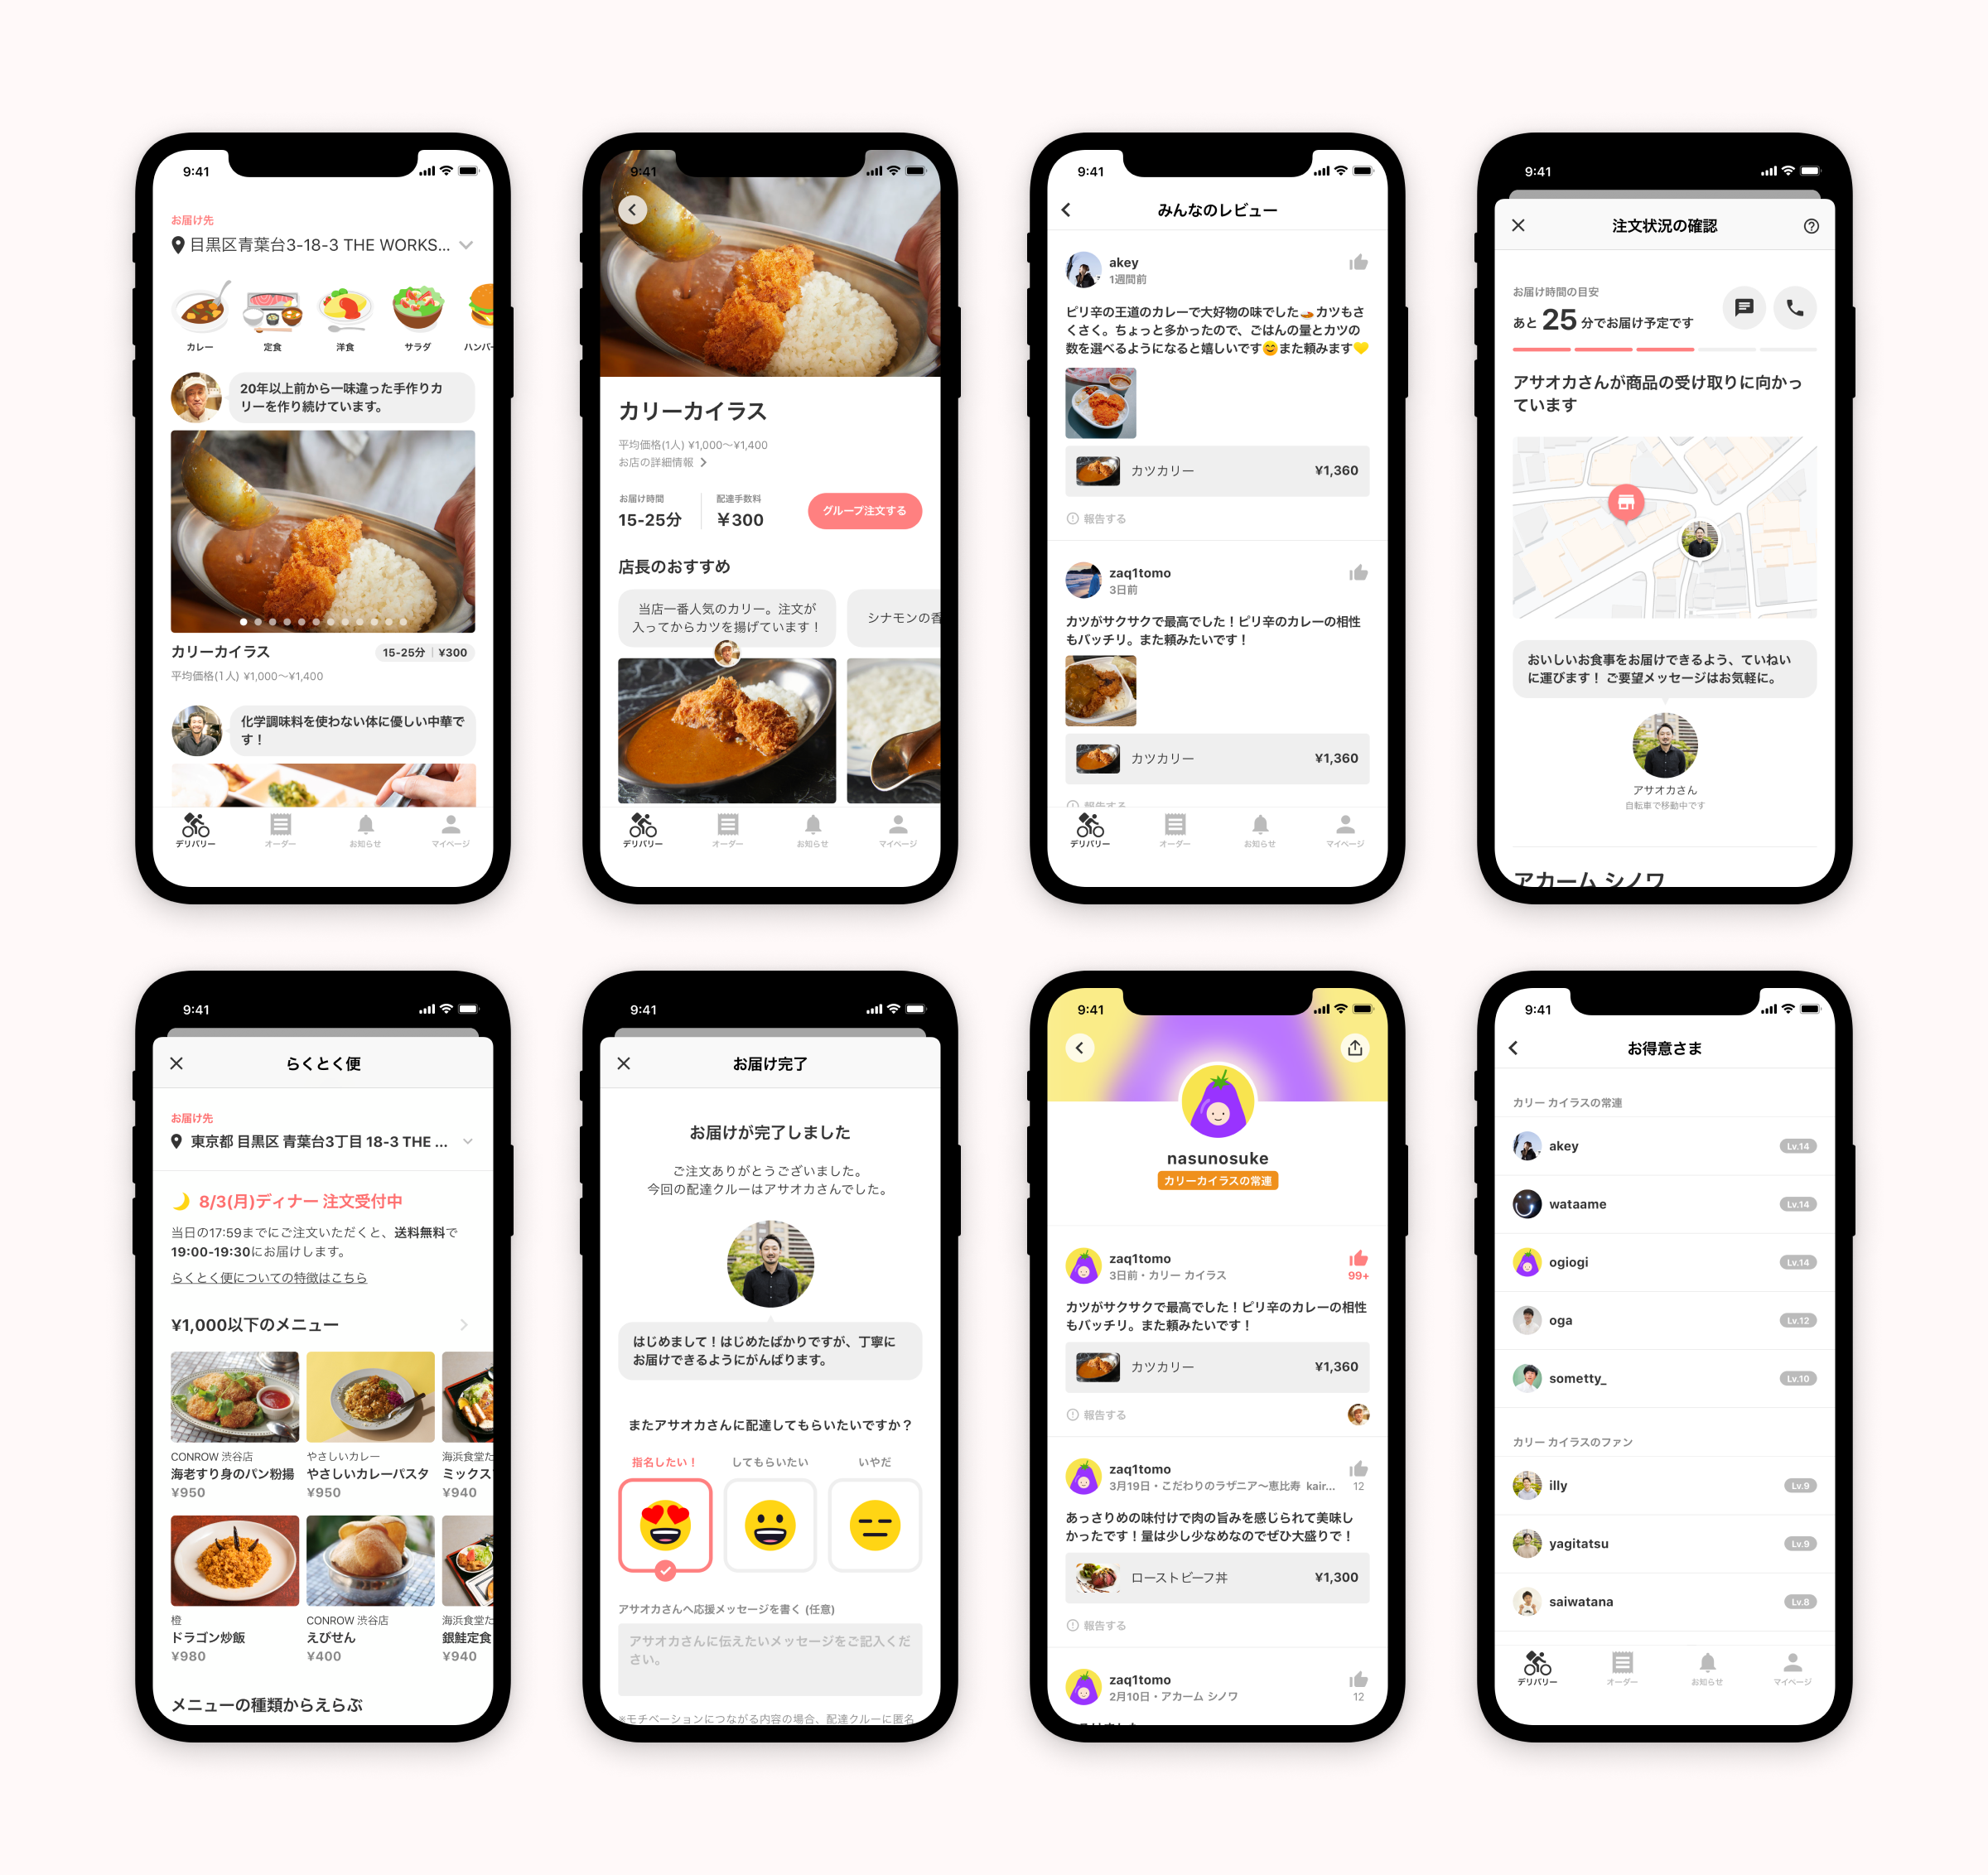 9:41
お届け先
目黒区青葉台3-18-3 THE WORKS...
カレー
定食
洋食
サラダ
ハンバー
20年以上前から一味違った手作りカ
リーを作り続けています。
カリーカイラス
15-25分 | ¥300
平均価格(1人) ¥1,000〜¥1,400
化学調味料を使わない体に優しい中華で
す！
デリバリー
オーダー
お知らせ
マイページ
9:41
カリーカイラス
平均価格(1人) ¥1,000〜¥1,400
お店の詳細情報
お届け時間
15-25分
配達手数料
￥300
グループ注文する
店長のおすすめ
当店一番人気のカリー。注文が
入ってからカツを揚げています！
シナモンの香
デリバリー
オーダー
お知らせ
マイページ
9:41
みんなのレビュー
akey
1週間前
ピリ辛の王道のカレーで大好物の味でした🍛カツもさ
くさく。ちょっと多かったので、ごはんの量とカツの
数を選べるようになると嬉しいです😊また頼みます💛
カツカリー
¥1,360
報告する
zaq1tomo
3日前
カツがサクサクで最高でした！ピリ辛のカレーの相性
もバッチリ。また頼みたいです！
カツカリー
¥1,360
報告する
デリバリー
オーダー
お知らせ
マイページ
9:41
注文状況の確認
お届け時間の目安
あと 25 分でお届け予定です
アサオカさんが商品の受け取りに向かっ
ています
おいしいお食事をお届けできるよう、ていねい
に運びます！ ご要望メッセージはお気軽に。
アサオカさん
自転車で移動中です
アカーム シノワ
9:41
らくとく便
お届け先
東京都 目黒区 青葉台3丁目 18-3 THE ...
🌙 8/3(月)ディナー 注文受付中
当日の17:59までにご注文いただくと、送料無料で
19:00-19:30にお届けします。
らくとく便についての特徴はこちら
¥1,000以下のメニュー
CONROW 渋谷店
海老すり身のパン粉揚
¥950
やさしいカレー
やさしいカレーパスタ
¥950
海浜食堂た
ミックス
¥940
橙
ドラゴン炒飯
¥980
CONROW 渋谷店
えびせん
¥400
海浜食堂た
銀鮭定食
¥940
メニューの種類からえらぶ
9:41
お届け完了
お届けが完了しました
ご注文ありがとうございました。
今回の配達クルーはアサオカさんでした。
はじめまして！はじめたばかりですが、丁寧に
お届けできるようにがんばります。
またアサオカさんに配達してもらいたいですか？
指名したい！
してもらいたい
いやだ
アサオカさんへ応援メッセージを書く (任意)
アサオカさんに伝えたいメッセージをご記入くだ
さい。
※モチベーションにつながる内容の場合、配達クルーに匿名
9:41
nasunosuke
カリーカイラスの常連
zaq1tomo
3日前・カリー カイラス
99+
カツがサクサクで最高でした！ピリ辛のカレーの相性
もバッチリ。また頼みたいです！
カツカリー
¥1,360
報告する
zaq1tomo
3月19日・こだわりのラザニア〜恵比寿 kair...
12
あっさりめの味付けで肉の旨みを感じられて美味し
かったです！量は少し少なめなのでぜひ大盛りで！
ローストビーフ丼
¥1,300
報告する
zaq1tomo
2月10日・アカーム シノワ
12
9:41
お得意さま
カリー カイラスの常連
akey
Lv.14
wataame
Lv.14
ogiogi
Lv.14
oga
Lv.12
sometty_
Lv.10
カリー カイラスのファン
illy
Lv.9
yagitatsu
Lv.9
saiwatana
Lv.8
デリバリー
オーダー
お知らせ
マイページ